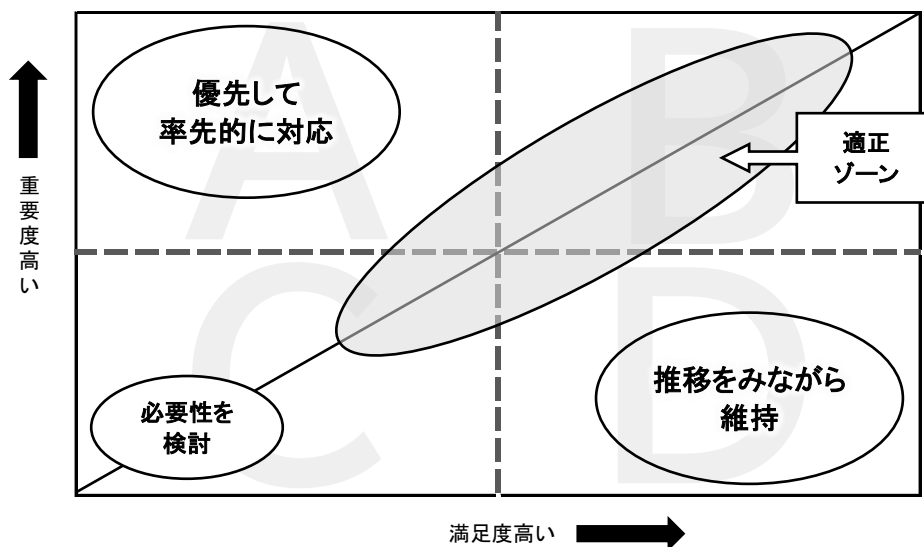 A
B
C
D
優先して
率先的に対応
適正
ゾーン
重要度高い
必要性を
検討
推移をみながら
維持
満足度高い